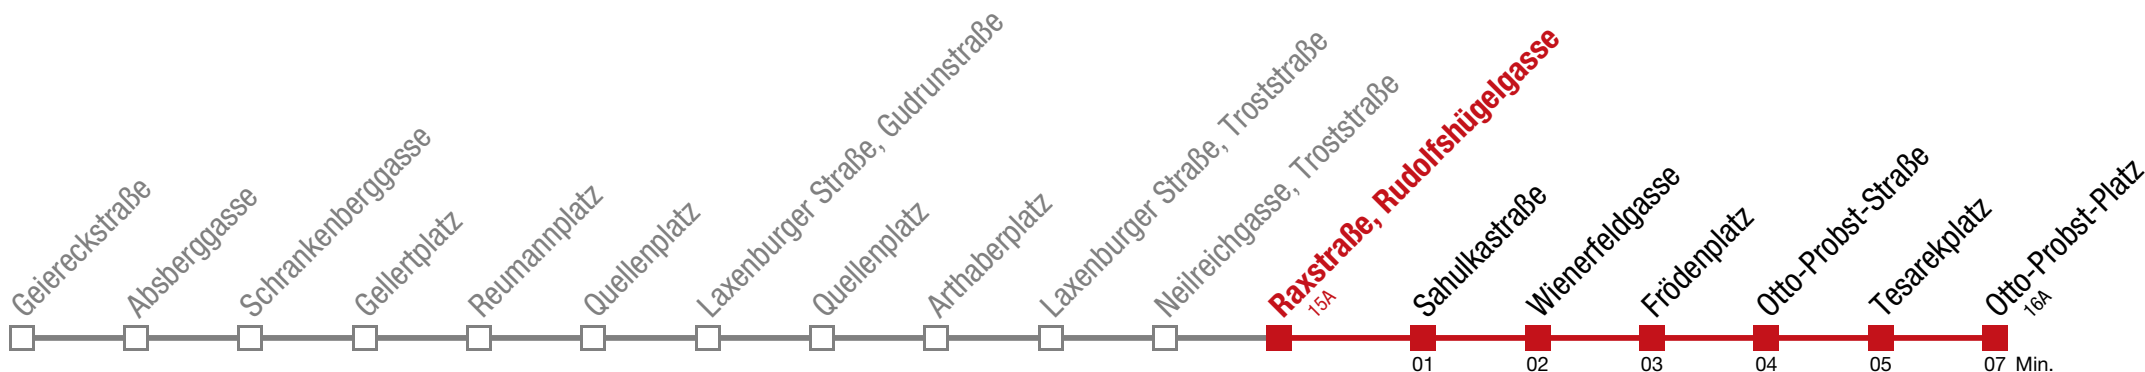 Geiereckstraße
Absberggasse
Schrankenberggasse
Gellertplatz
Reumannplatz
Quellenplatz
Laxenburger Straße, Gudrunstraße
Quellenplatz
Arthaberplatz
Laxenburger Straße, Troststraße
Neilreichgasse, Troststraße
Raxstraße, Rudolfshügelgasse
15A
Sahulkastraße
Wienerfeldgasse
Frödenplatz
Otto-Probst-Straße
Tesarekplatz
Otto-Probst-Platz
16A
01 02 03 04 05 07 Min.